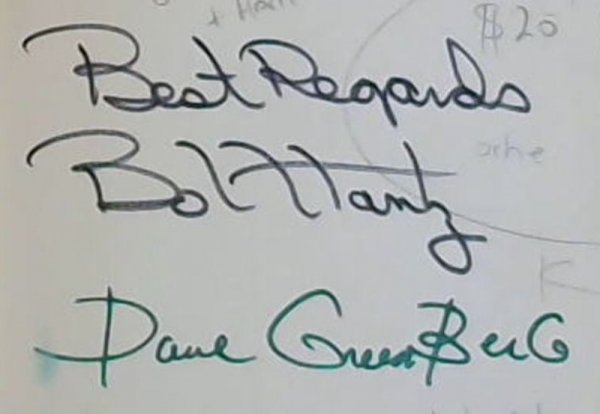 $20
Best Regards
Bob Hantz
Dave GreenBerG